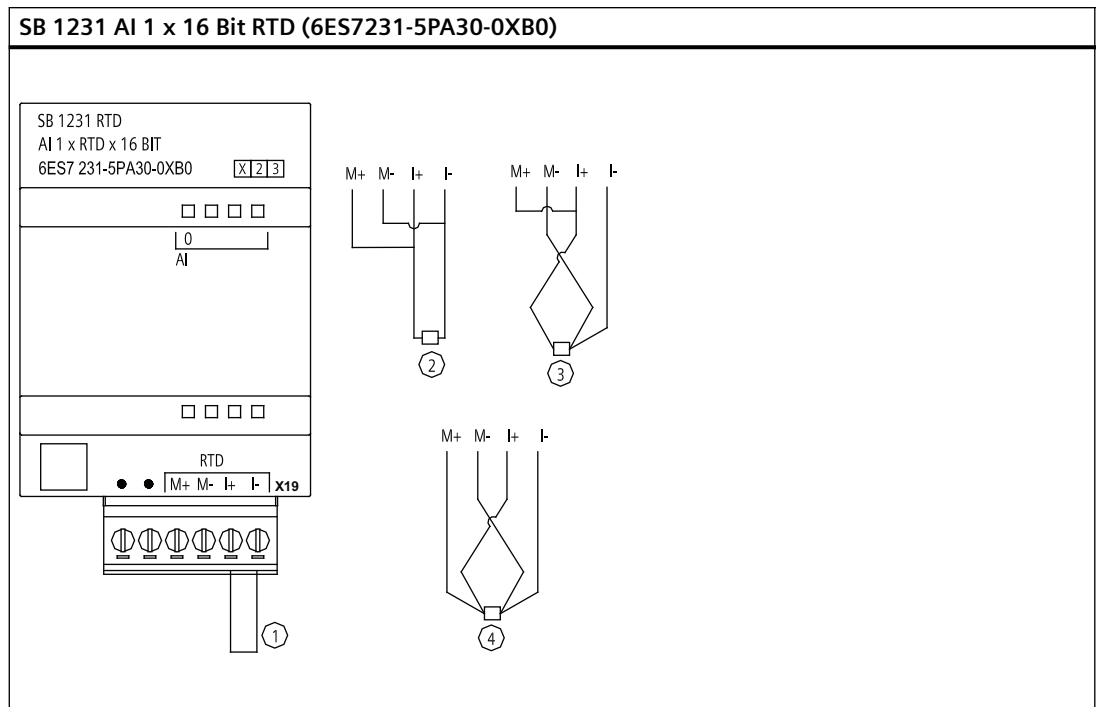 SB 1231 AI 1 x 16 Bit RTD (6ES7231-5PA30-0XB0)
SB 1231 RTD
AI 1 x RTD x 16 BIT
6ES7 231-5PA30-0XB0 X 2 3
0
AI
RTD
M+ M- I+ I- X19
1
M+ M- I+ I-
2
M+ M- I+ I-
3
M+ M- I+ I-
4